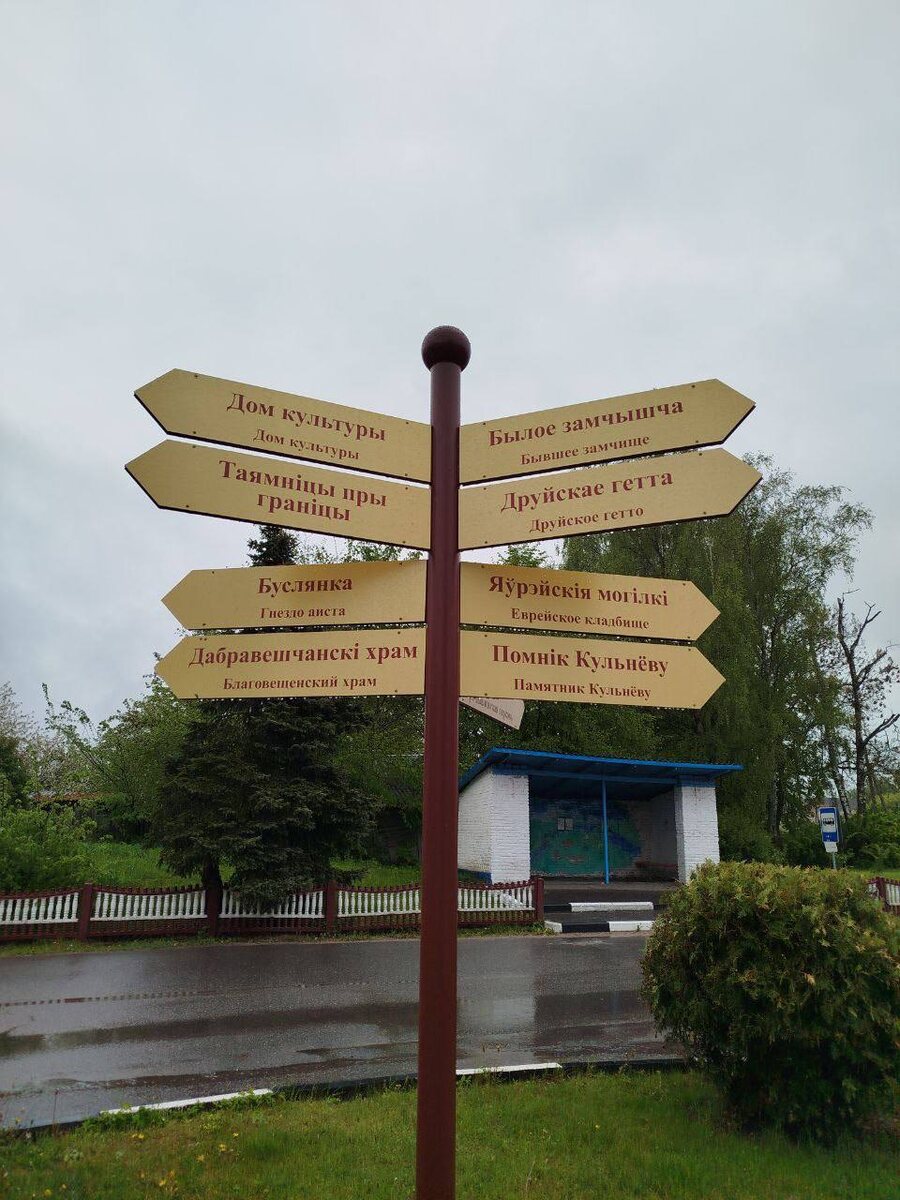 Дом культуры
Дом культуры
Таямніцы пры
граніцы
Буслянка
Гнездо аиста
Дабравешчанскі храм
Благовещенский храм
Былое замчышча
Бывшее замчище
Друйскае гетта
Друйское гетто
Яўрэйскія могілкі
Еврейское кладбище
Помнік Кульнёву
Памятник Кульнёву